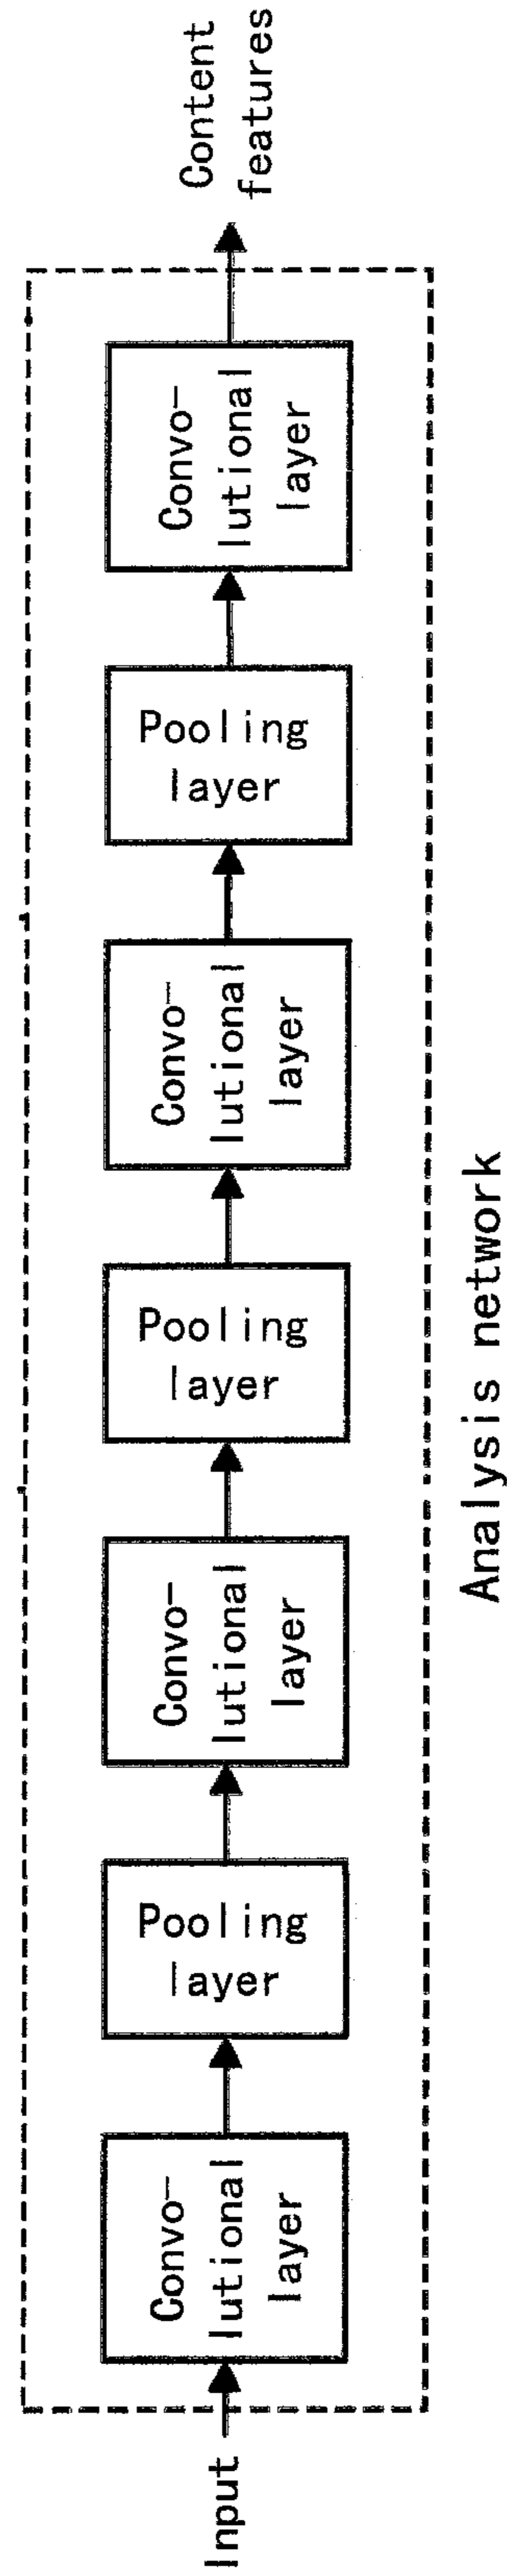 Input
Convo-
lutional
layer
Pooling
layer
Convo-
lutional
layer
Pooling
layer
Convo-
lutional
layer
Pooling
layer
Convo-
lutional
layer
Content
features
Analysis network